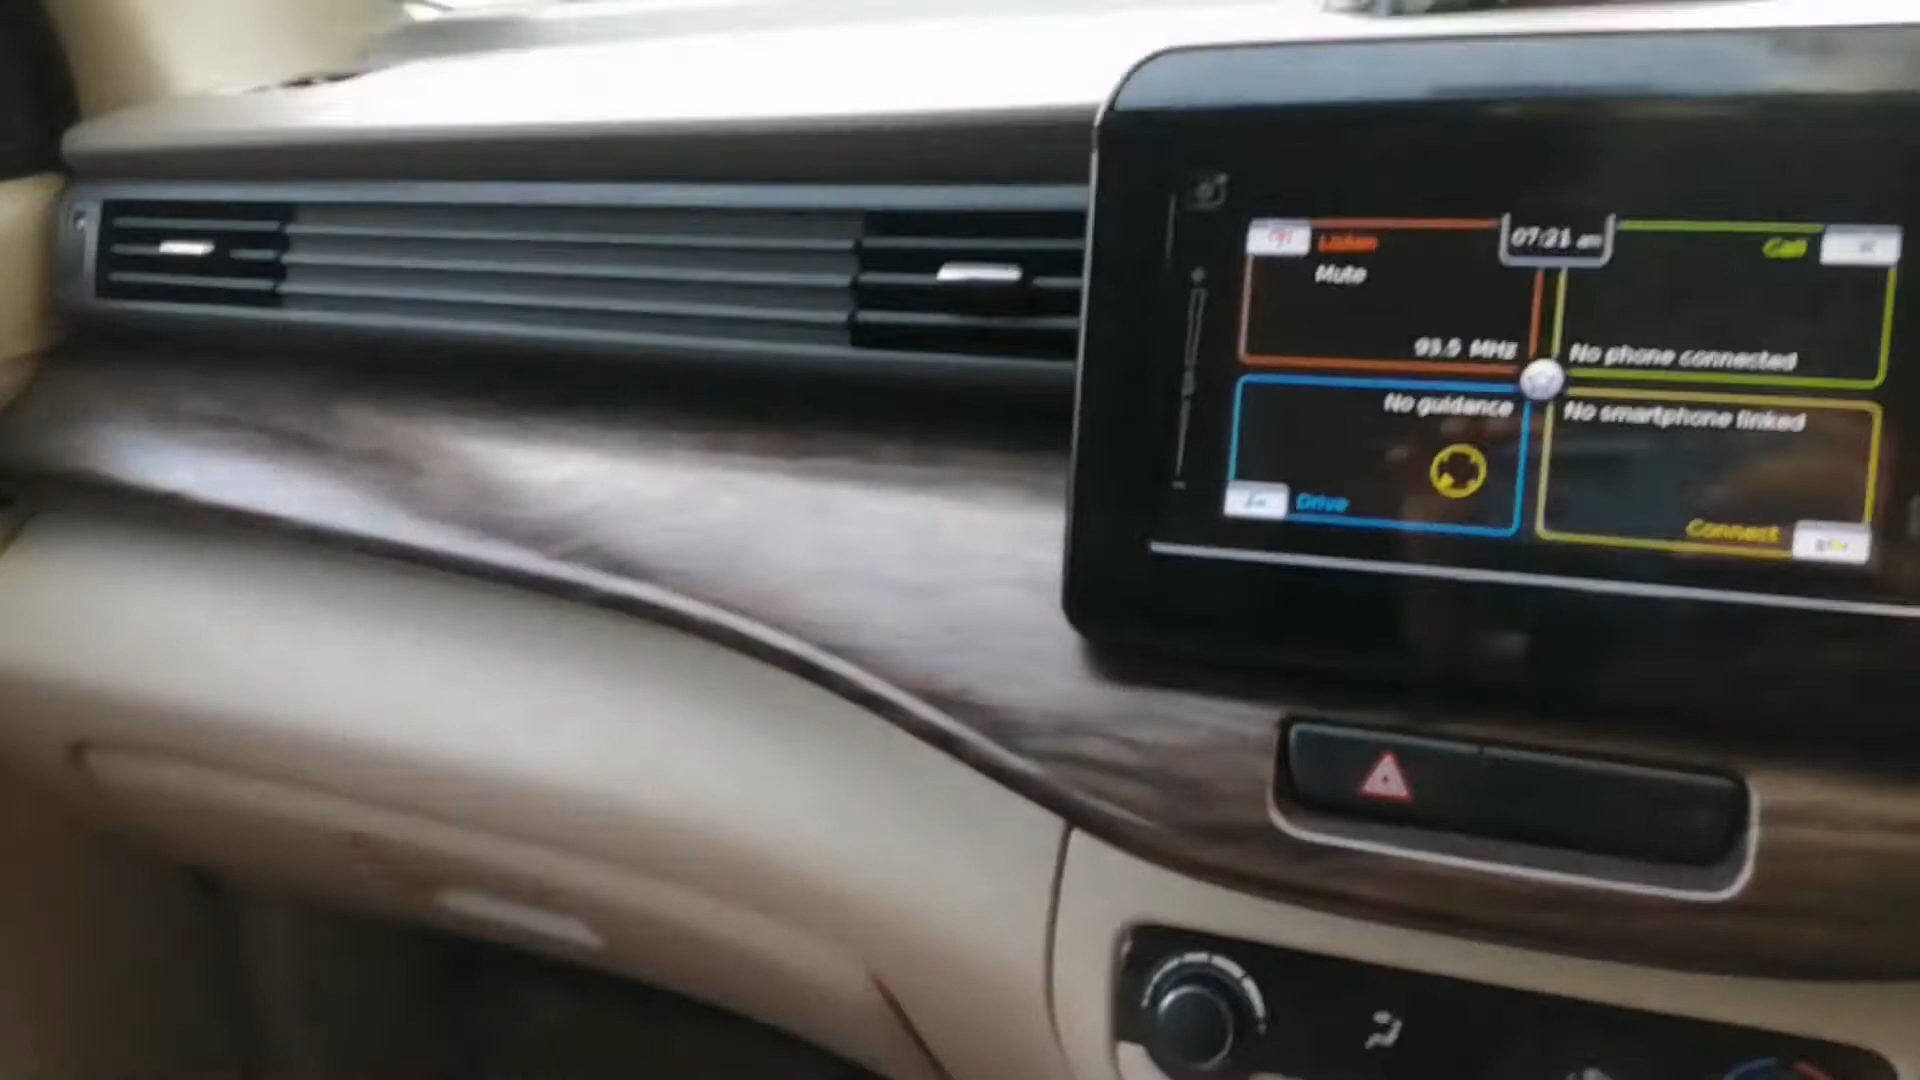 Listen
07:21 am
Call
Mute
93.5 MHz
No phone connected
No guidance
No smartphone linked
Drive
Connect